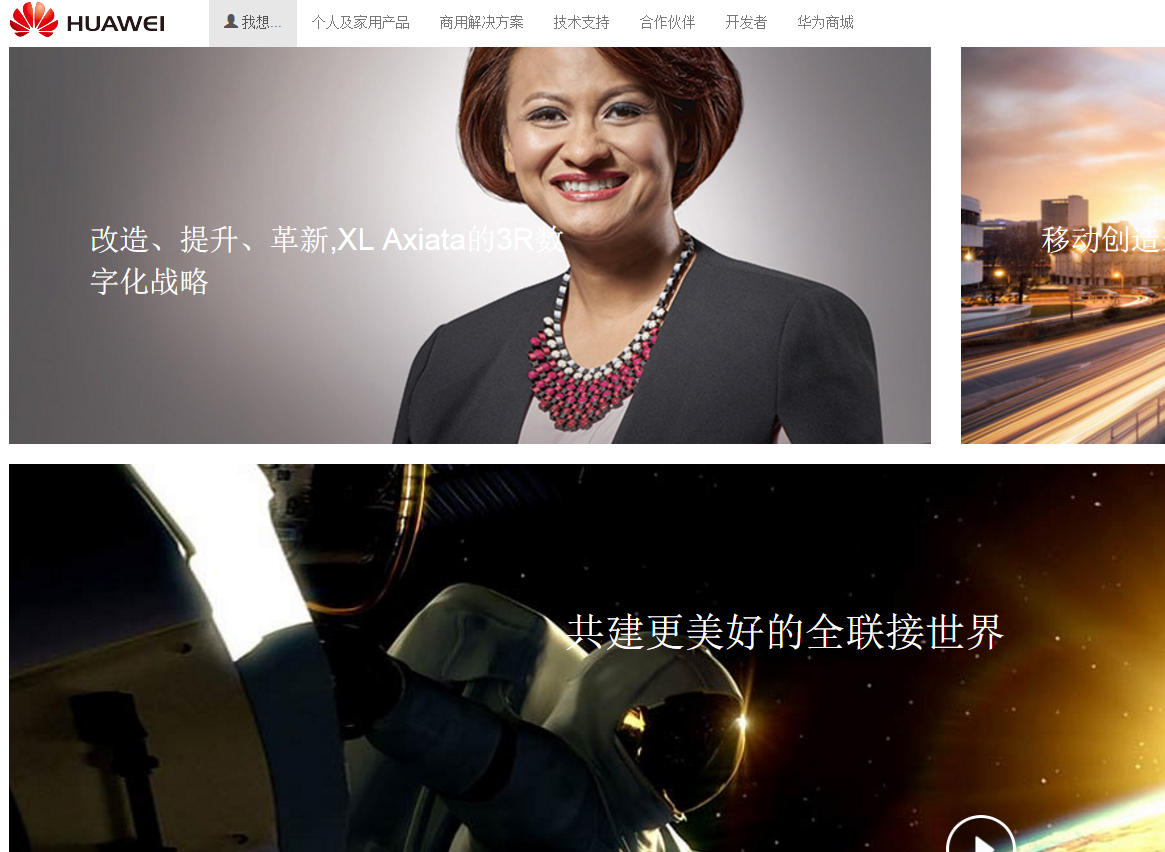 HUAWEI
我想...
个人及家用产品
商用解决方案
技术支持
合作伙伴
开发者
华为商城
改造、提升、革新,XL Axiata的3R数
字化战略
移动创造
共建更美好的全联接世界